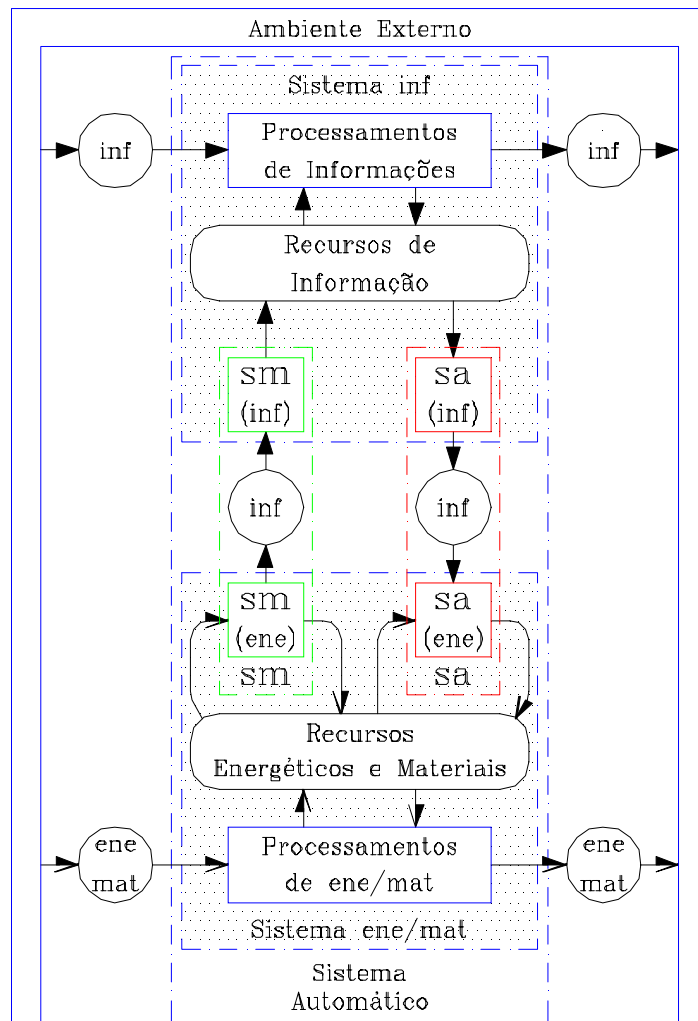 Ambiente Externo
Sistema inf
Processamentos
de Informações
inf
inf
Recursos de
Informação
sm
(inf)
sa
(inf)
inf
inf
sm
(ene)
sm
sa
(ene)
sa
Recursos
Energéticos e Materiais
ene
mat
Processamentos
de ene/mat
ene
mat
Sistema ene/mat
Sistema
Automático